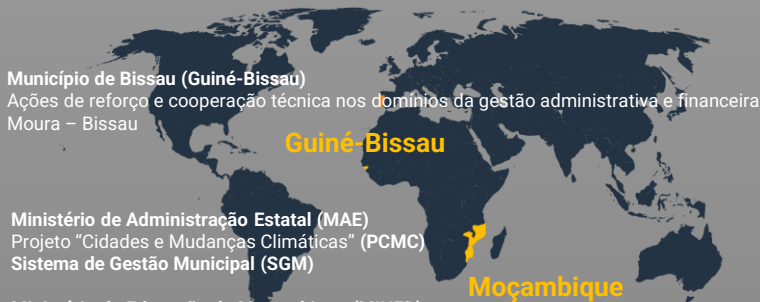 Município de Bissau (Guiné-Bissau)
Ações de reforço e cooperação técnica nos domínios da gestão administrativa e financeira
Moura – Bissau
Guiné-Bissau
Ministério de Administração Estatal (MAE)
Projeto “Cidades e Mudanças Climáticas” (PCMC)
Sistema de Gestão Municipal (SGM)
Moçambique